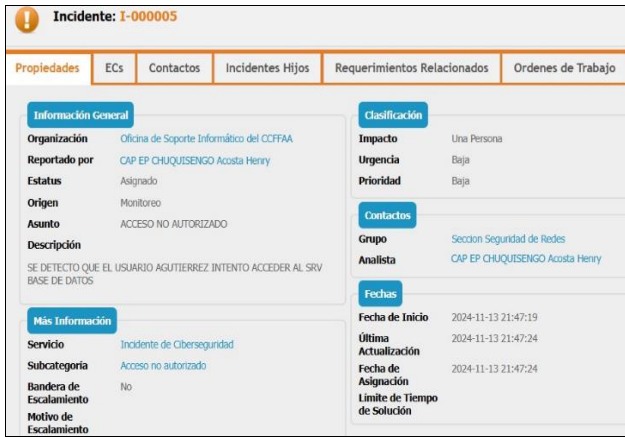 Incidente: I-000005
Propiedades ECs Contactos Incidentes Hijos Requerimientos Relacionados Ordenes de Trabajo
Información General
Organización Oficina de Soporte Informático del CCFFAA
Reportado por CAP EP CHUQUISENGO Acosta Henry
Estatus Asignado
Origen Monitoreo
Asunto ACCESO NO AUTORIZADO
Descripción
SE DETECTO QUE EL USUARIO AGUTIERREZ INTENTO ACCEDER AL SRV
BASE DE DATOS
Más Información
Servicio Incidente de Ciberseguridad
Subcategoría Acceso no autorizado
Bandera de No
Escalamiento
Motivo de
Escalamiento
Clasificación
Impacto Una Persona
Urgencia Baja
Prioridad Baja
Contactos
Grupo Seccion Seguridad de Redes
Analista CAP EP CHUQUISENGO Acosta Henry
Fechas
Fecha de Inicio 2024-11-13 21:47:19
Última 2024-11-13 21:47:24
Actualización
Fecha de 2024-11-13 21:47:24
Asignación
Límite de Tiempo
de Solución